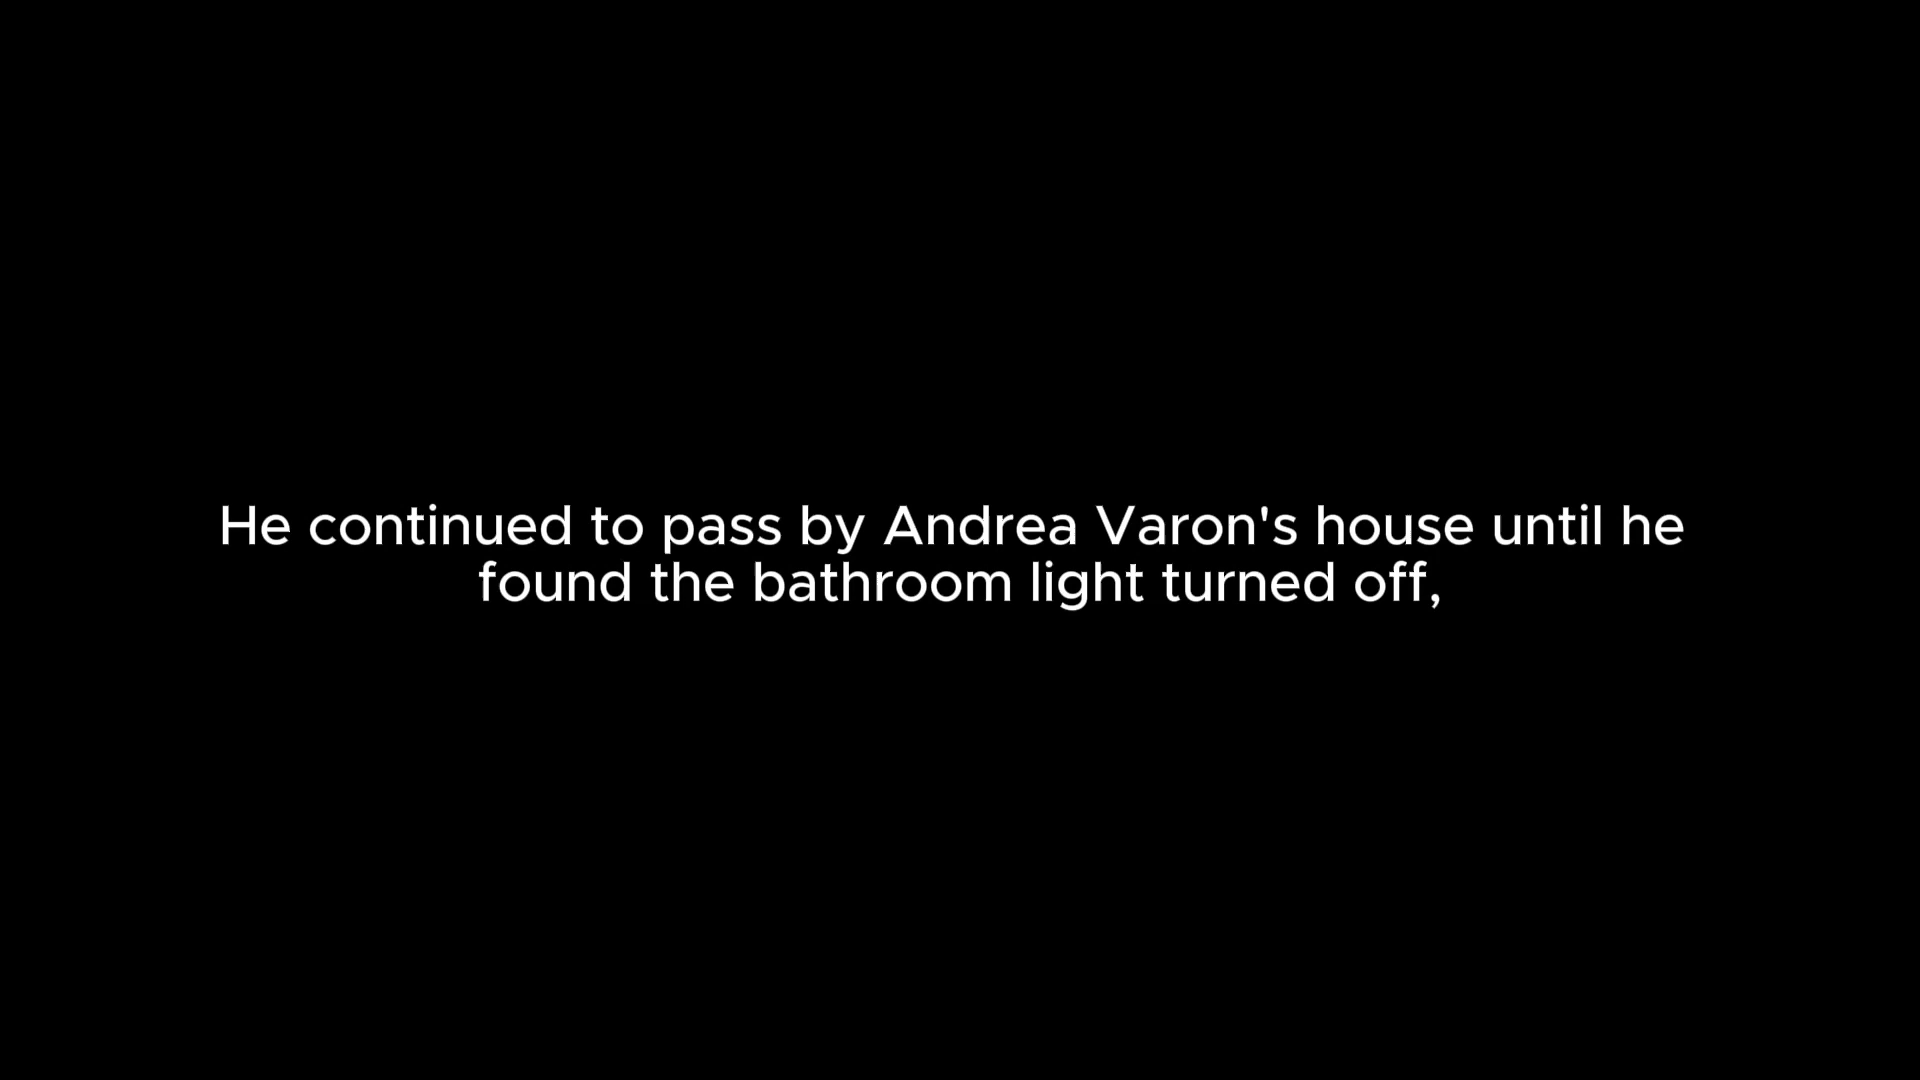 He continued to pass by Andrea Varon's house until he
found the bathroom light turned off,